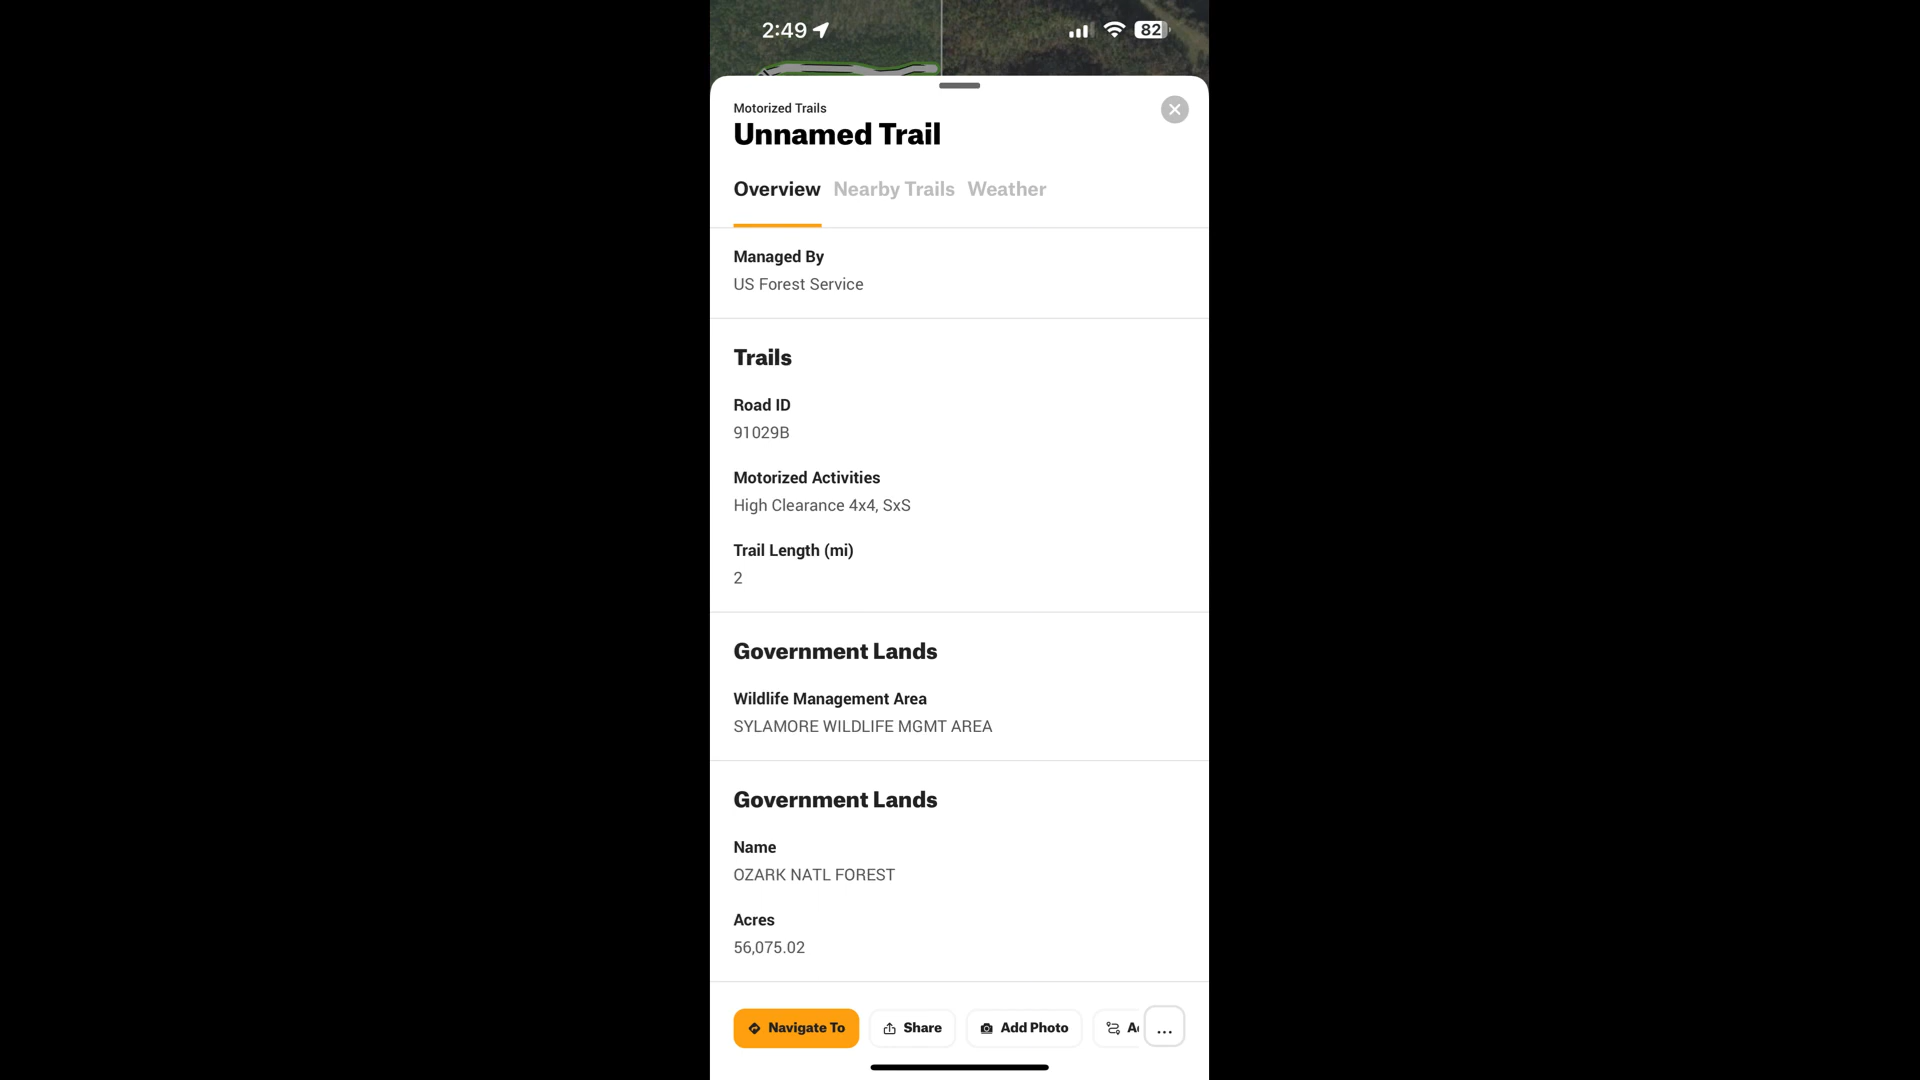 2:49
82
Motorized Trails
Unnamed Trail
Overview Nearby Trails Weather
Managed By
US Forest Service
Trails
Road ID
91029B
Motorized Activities
High Clearance 4x4, SxS
Trail Length (mi)
2
Government Lands
Wildlife Management Area
SYLAMORE WILDLIFE MGMT AREA
Government Lands
Name
OZARK NATL FOREST
Acres
56,075.02
Navigate To Share Add Photo ...